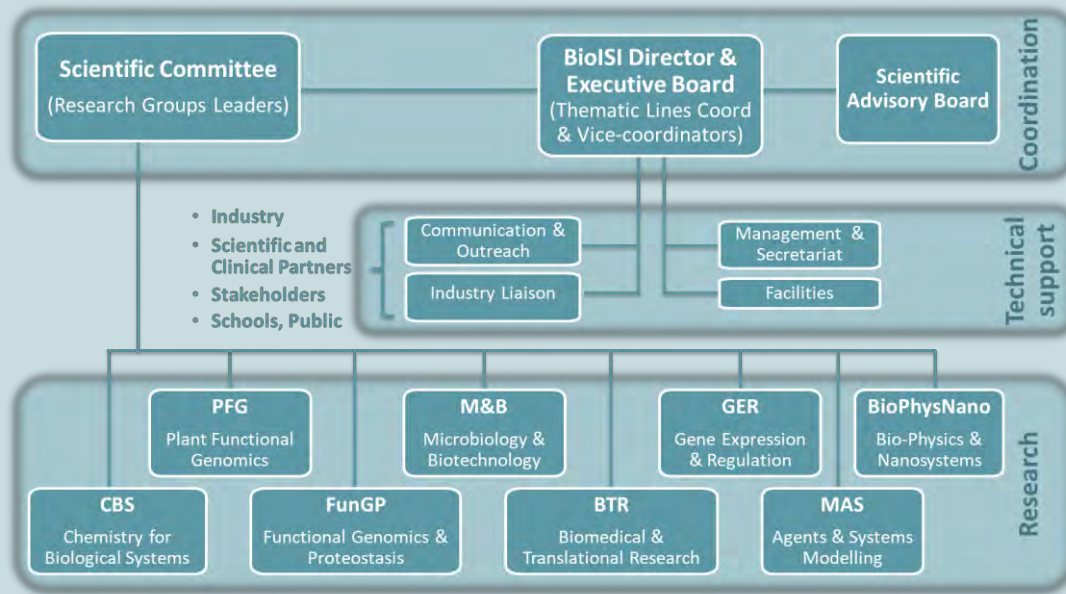 Scientific Committee
(Research Groups Leaders)
BioISI Director &
Executive Board
(Thematic Lines Coord
& Vice-coordinators)
Scientific
Advisory Board
Coordination
• Industry
• Scientific and
Clinical Partners
• Stakeholders
• Schools, Public
Communication &
Outreach
Industry Liaison
Management &
Secretariat
Facilities
Technical
support
PFG
Plant Functional
Genomics
M&B
Microbiology &
Biotechnology
GER
Gene Expression
& Regulation
BioPhysNano
Bio-Physics &
Nanosystems
CBS
Chemistry for
Biological Systems
FunGP
Functional Genomics &
Proteostasis
BTR
Biomedical &
Translational Research
MAS
Agents & Systems
Modelling
Research